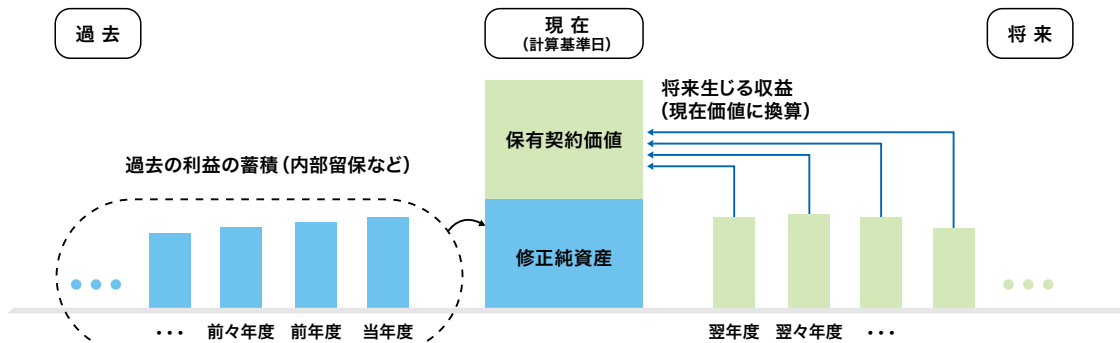 過去
現在
(計算基準日)
将来
将来生じる収益
(現在価値に換算)
保有契約価値
過去の利益の蓄積(内部留保など)
修正純資産
・・・
前々年度
前年度
当年度
翌年度
翌々年度
・・・